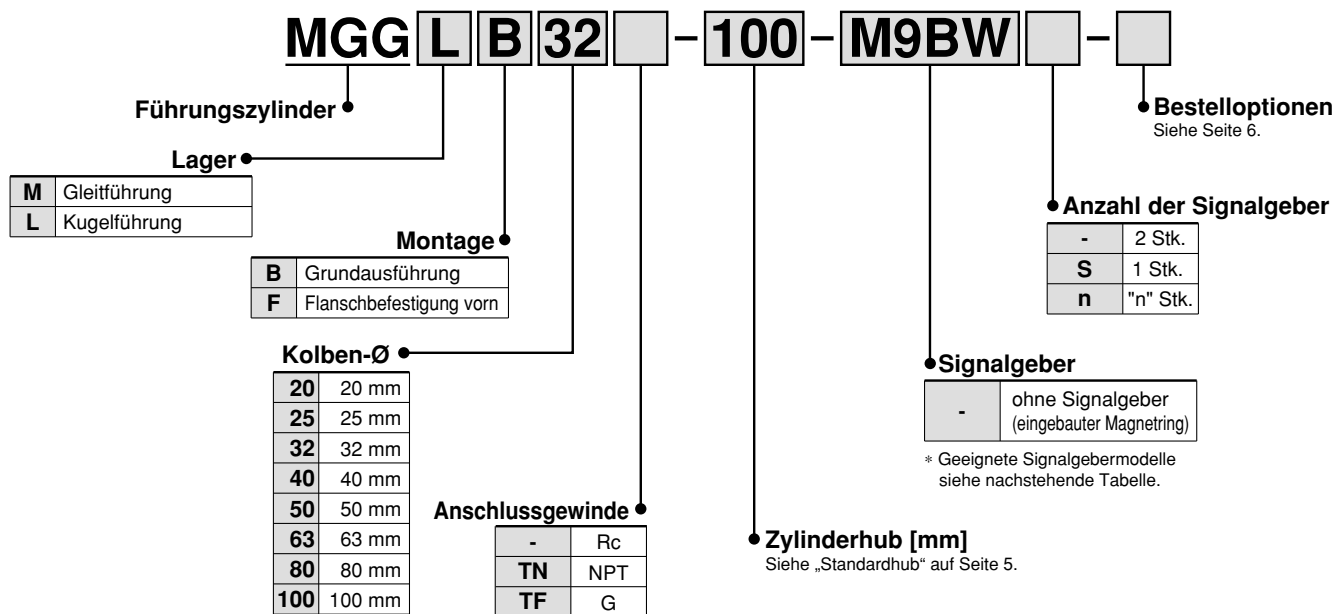 MGG L B 32 - 100 - M9BW -
Führungszylinder
Bestelloptionen
Siehe Seite 6.
Lager
M Gleitführung
L Kugelführung
Anzahl der Signalgeber
- 2 Stk.
S 1 Stk.
n "n" Stk.
Montage
B Grundausführung
F Flanschbefestigung vorn
Kolben-Ø
20 20 mm
25 25 mm
32 32 mm
40 40 mm
50 50 mm
63 63 mm
80 80 mm
100 100 mm
Signalgeber
- ohne Signalgeber
(eingebauter Magnetring)
* Geeignete Signalgebermodelle
siehe nachstehende Tabelle.
Anschlussgewinde
- Rc
TN NPT
TF G
Zylinderhub [mm]
Siehe „Standardhub" auf Seite 5.